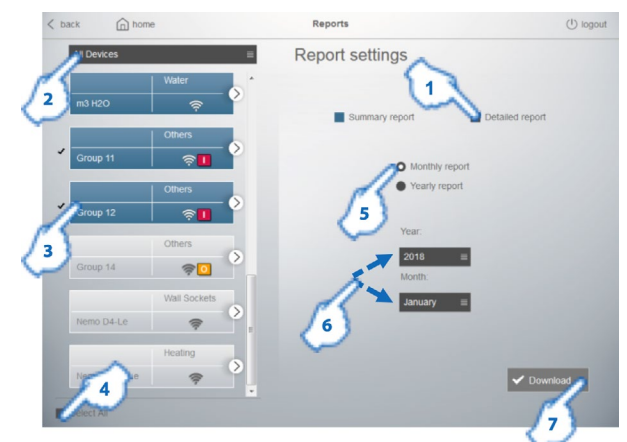 back
home
Reports
logout
All Devices
Report settings
1
2
Water
m3 H2O
Summary report
Detailed report
Others
Group 11
I
Monthly report
Yearly report
5
Others
Group 12
I
3
Year:
2018
Month:
January
6
Others
Group 14
O
Wall Sockets
Nemo D4-Le
Heating
4
Select All
Download
7